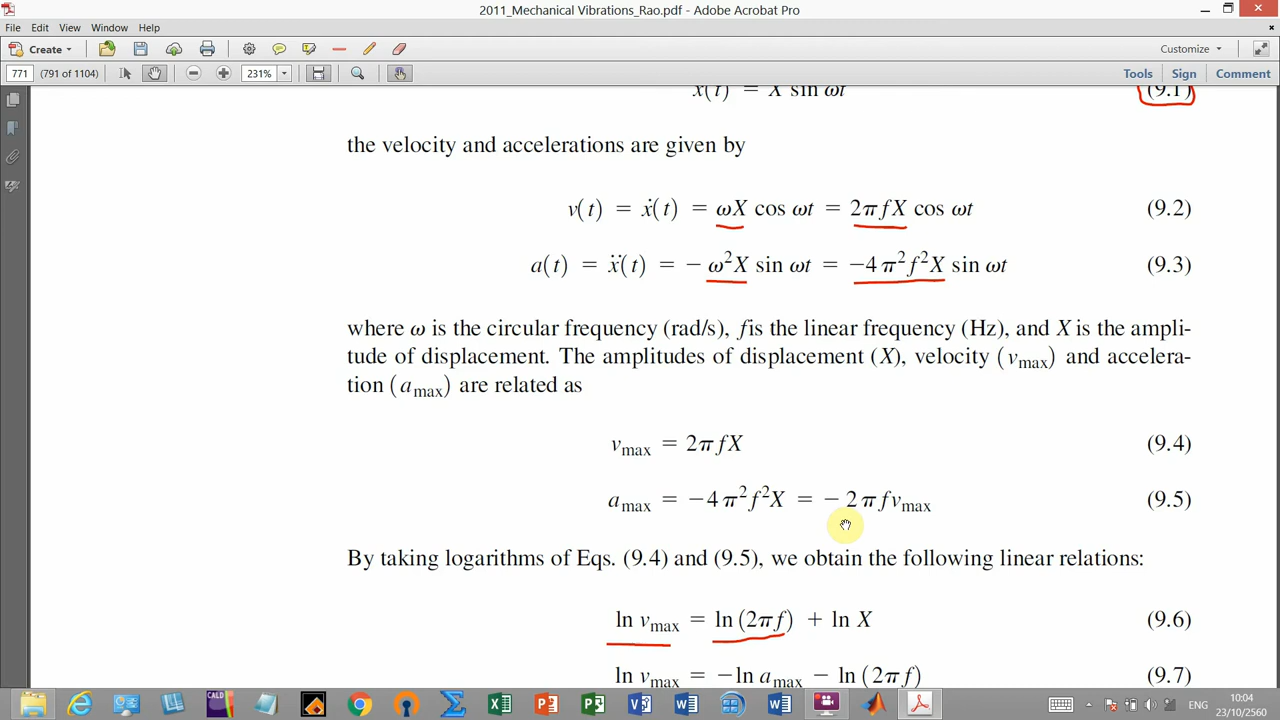 2011_Mechanical Vibrations_Rao.pdf - Adobe Acrobat Pro
File Edit View Window Help
Create Customize
771 (791 of 1104) 231% Tools Sign Comment
x(t) = X sin ωt (9.1)
the velocity and accelerations are given by
v(t) = ẋ(t) = ωX cos ωt = 2πfX cos ωt (9.2)
a(t) = ẍ(t) = −ω²X sin ωt = −4π²f²X sin ωt (9.3)
where ω is the circular frequency (rad/s), f is the linear frequency (Hz), and X is the ampli-
tude of displacement. The amplitudes of displacement (X), velocity (vmax) and accelera-
tion (amax) are related as
vmax = 2πfX (9.4)
amax = −4π²f²X = −2πfvmax (9.5)
By taking logarithms of Eqs. (9.4) and (9.5), we obtain the following linear relations:
ln vmax = ln (2πf) + ln X (9.6)
ln vmax = −ln amax − ln (2πf) (9.7)
CALD ENG 10:04
23/10/2560